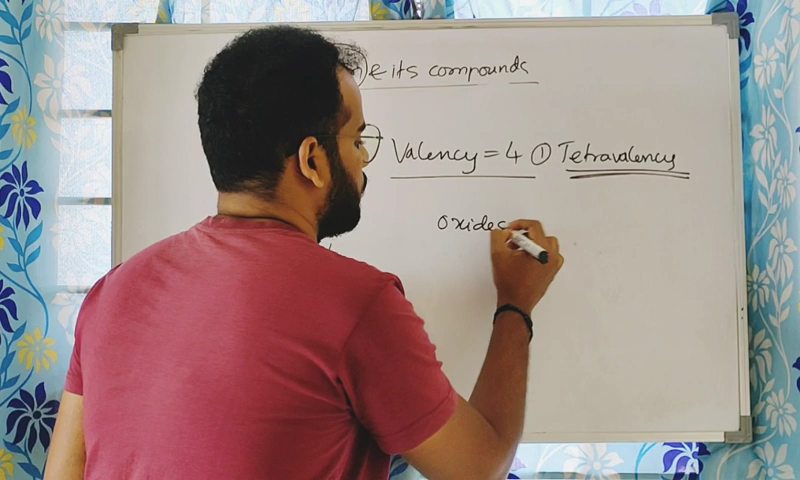 & its compounds
Valency = 4 ① Tetravalency
Oxides